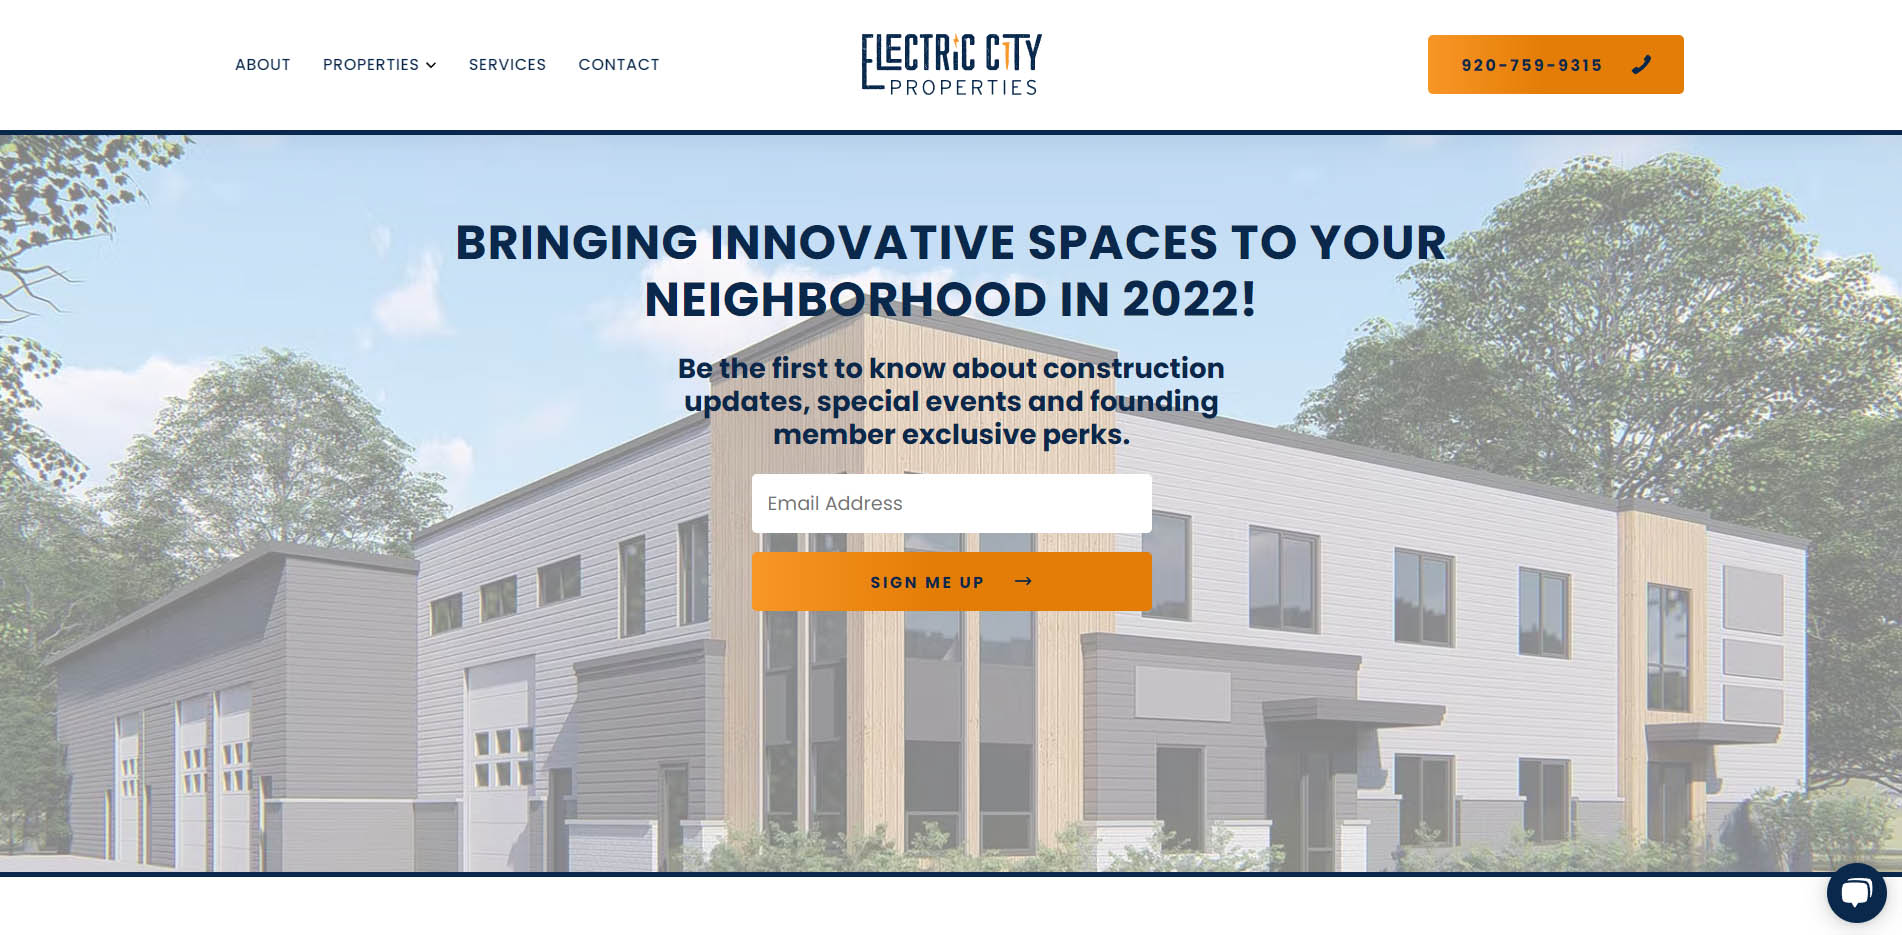 ABOUT
PROPERTIES
SERVICES
CONTACT
ELECTRIC CITY
PROPERTIES
920-759-9315
BRINGING INNOVATIVE SPACES TO YOUR
NEIGHBORHOOD IN 2022!
Be the first to know about construction
updates, special events and founding
member exclusive perks.
Email Address
SIGN ME UP